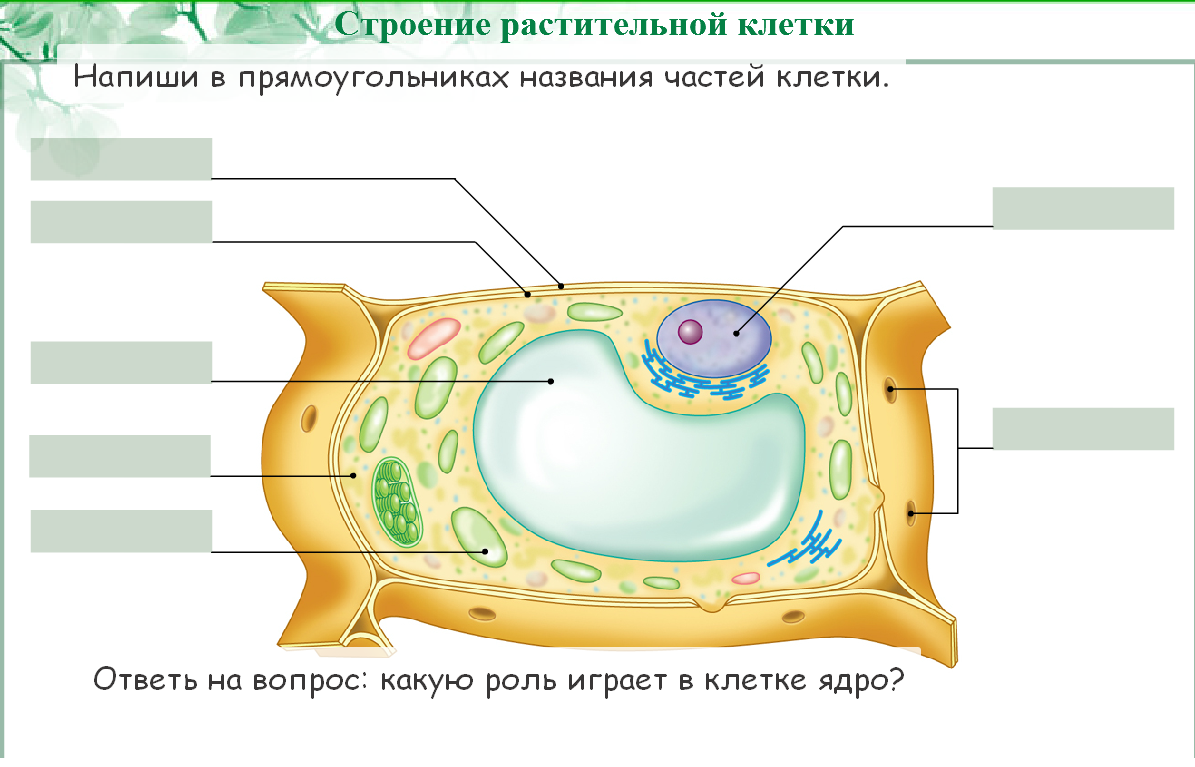 Строение растительной клетки
Напиши в прямоугольниках названия частей клетки.
Ответь на вопрос: какую роль играет в клетке ядро?